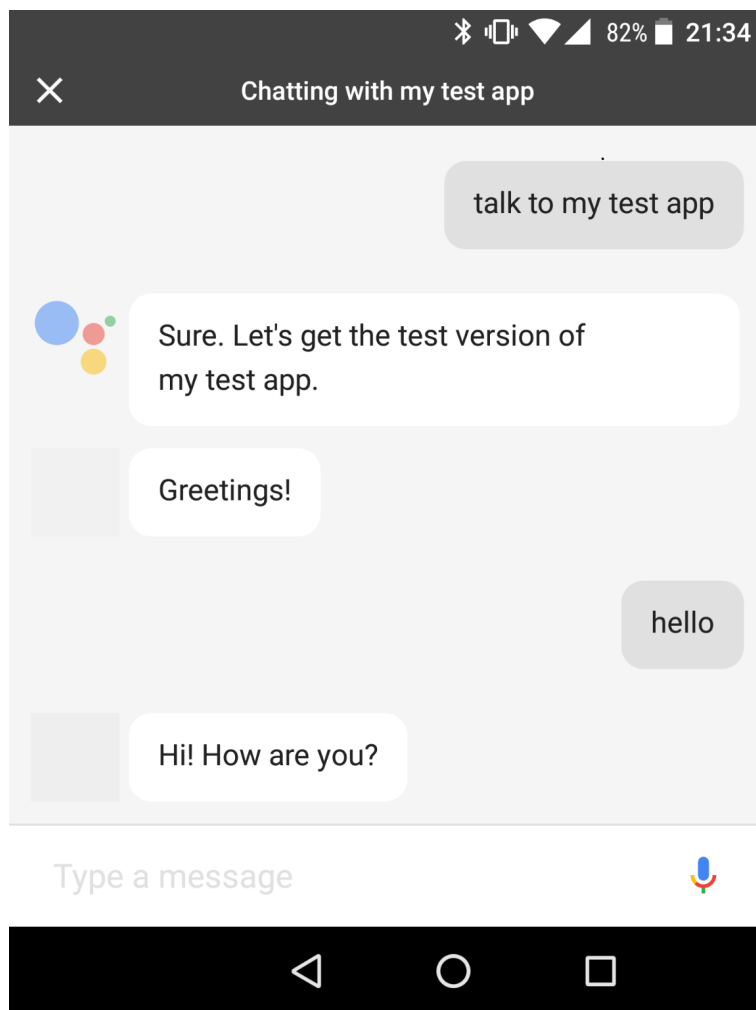 82% 21:34
Chatting with my test app
talk to my test app
Sure. Let's get the test version of
my test app.
Greetings!
hello
Hi! How are you?
Type a message